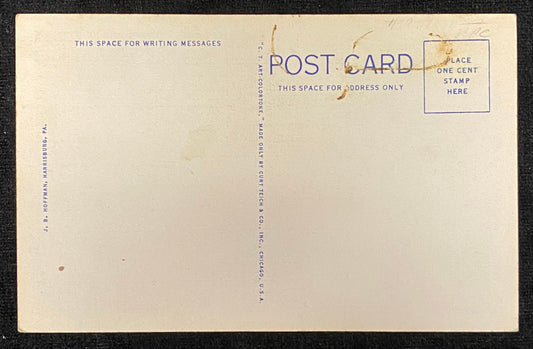 THIS SPACE FOR WRITING MESSAGES
J. B. HOFFMAN, HARRISBURG, PA.
"C. T. ART-COLORTONE," MADE ONLY BY CURT TEICH & CO., INC., CHICAGO, U.S.A.
POST CARD
THIS SPACE FOR ADDRESS ONLY
PLACE
ONE CENT
STAMP
HERE